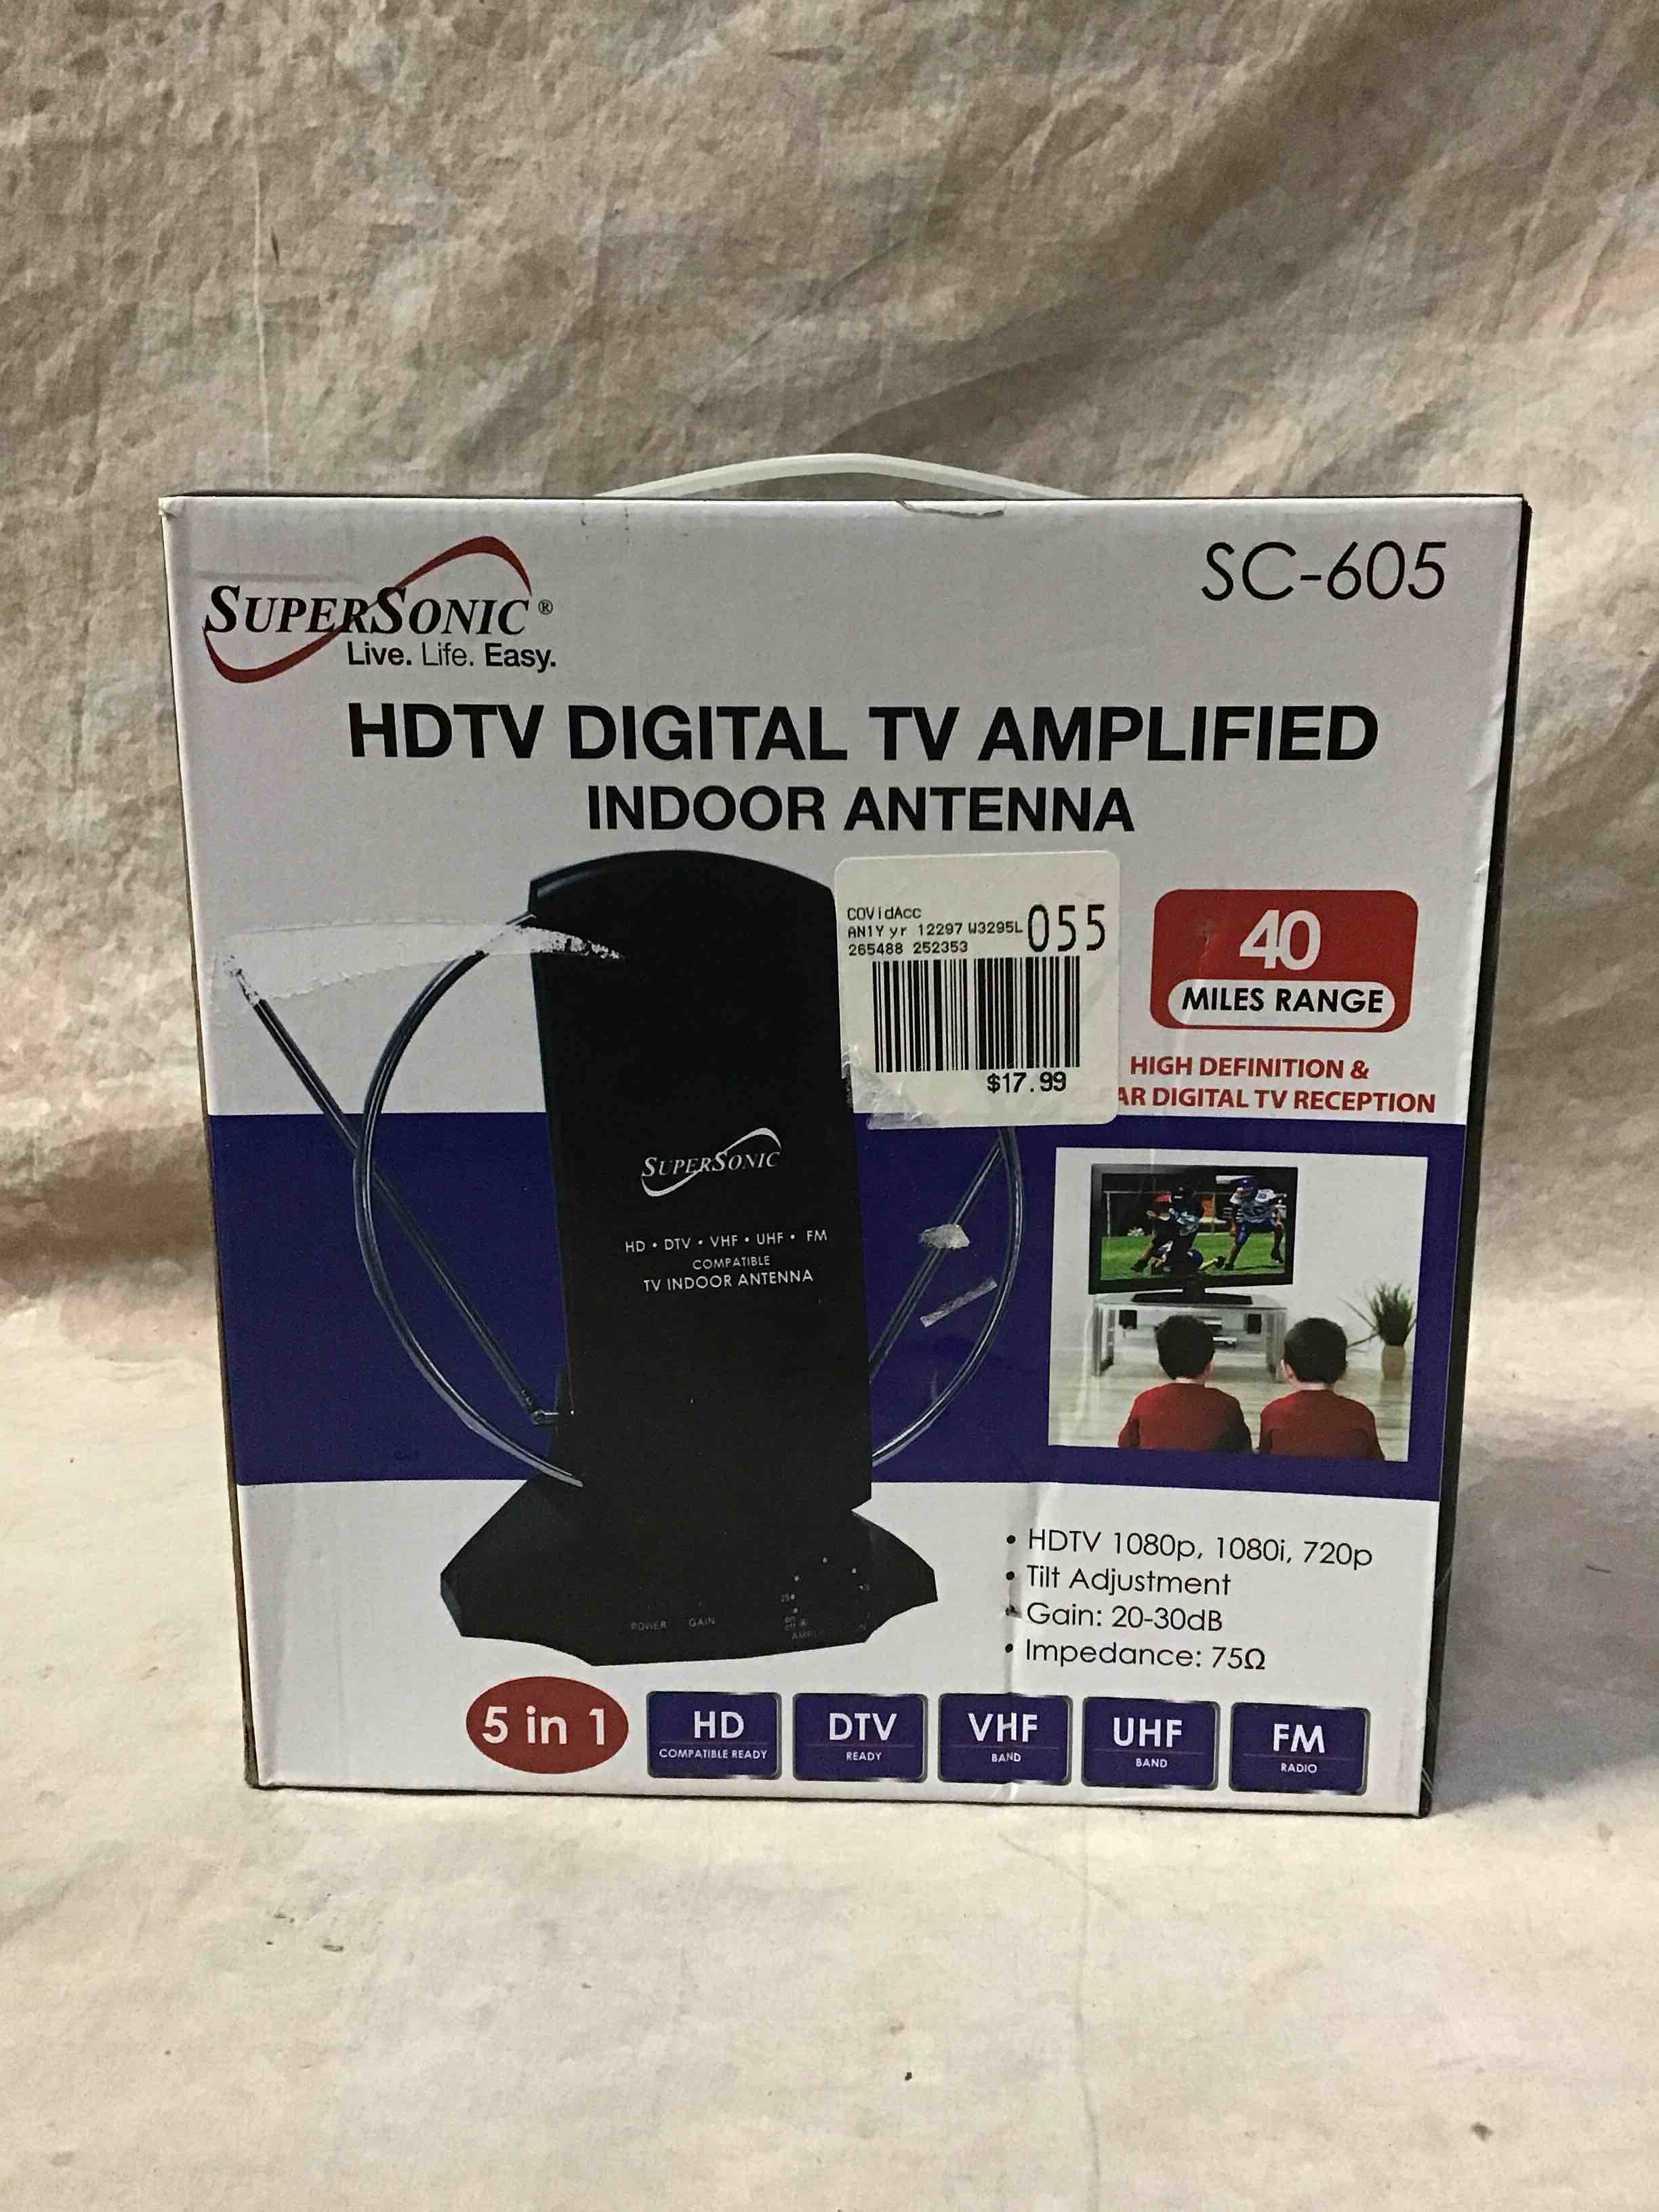 SUPERSONIC®
Live. Life. Easy.
SC-605
HDTV DIGITAL TV AMPLIFIED
INDOOR ANTENNA
COVidAcc
AN1Y yr 12297 W3295L
265488 252353
055
$17.99
40
MILES RANGE
HIGH DEFINITION &
AR DIGITAL TV RECEPTION
SUPERSONIC
HD • DTV • VHF • UHF • FM
COMPATIBLE
TV INDOOR ANTENNA
POWER GAIN
• HDTV 1080p, 1080i, 720p
• Tilt Adjustment
• Gain: 20-30dB
• Impedance: 75Ω
5 in 1
HD
COMPATIBLE READY
DTV
READY
VHF
BAND
UHF
BAND
FM
RADIO